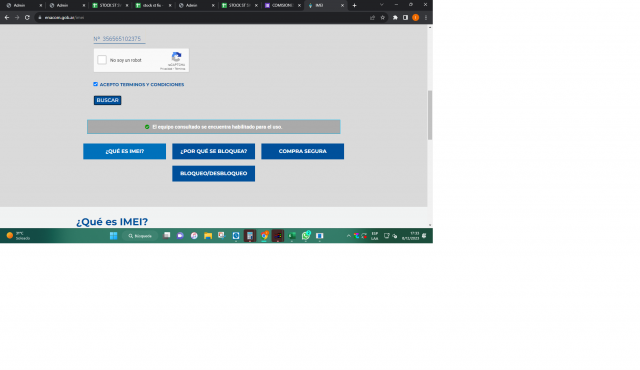 Admin
Admin
STOCK ST
stock st
Admin
STOCK ST
COMISION
IMEI
enacom.gob.ar/imei
N° 356565102375
No soy un robot
reCAPTCHA
Privacidad - Términos
ACEPTO TERMINOS Y CONDICIONES
BUSCAR
El equipo consultado se encuentra habilitado para el uso.
¿QUÉ ES IMEI?
¿POR QUÉ SE BLOQUEA?
COMPRA SEGURA
BLOQUEO/DESBLOQUEO
¿Qué es IMEI?
31°C
Soleado
Búsqueda
ESP
LAA
17:33
8/12/2023